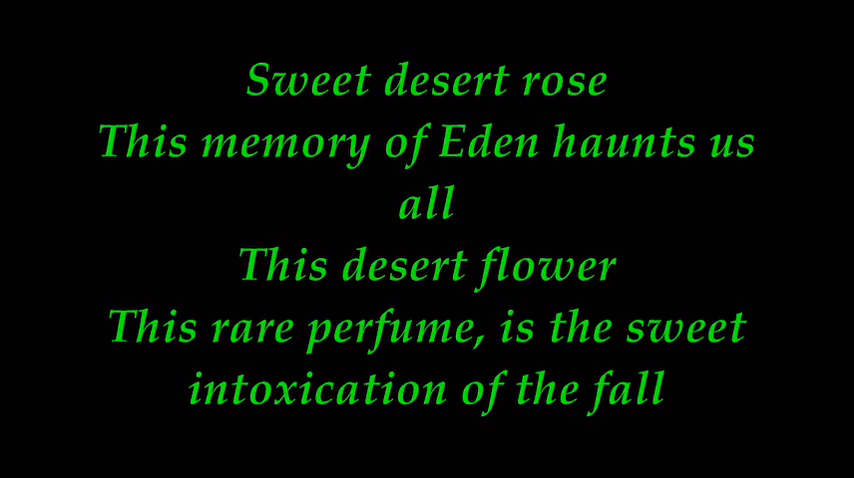 Sweet desert rose
This memory of Eden haunts us
all
This desert flower
This rare perfume, is the sweet
intoxication of the fall